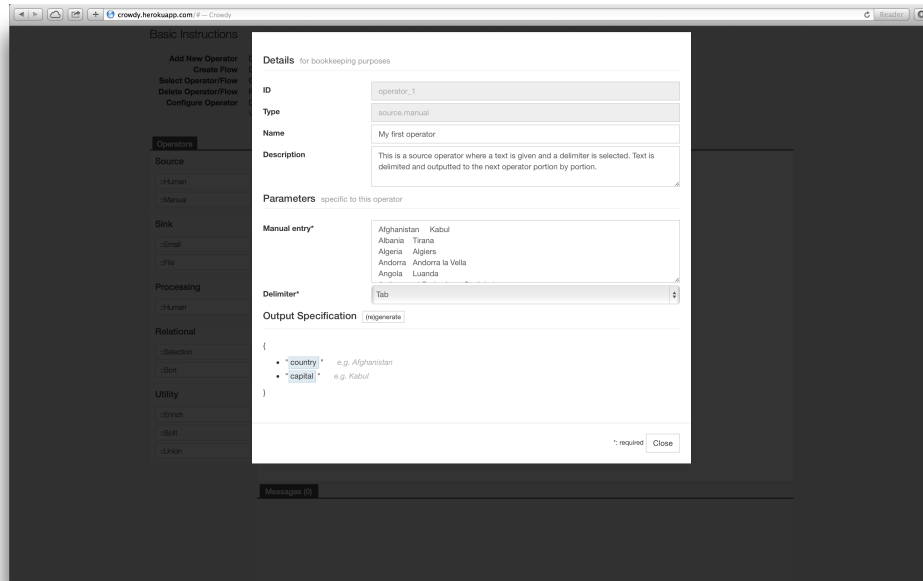 crowdy.herokuapp.com/# — Crowdy
Reader
Basic Instructions
Add New Operator
Create Flow
Select Operator/Flow
Delete Operator/Flow
Configure Operator
Operators
Source
::Human
::Manual
Sink
::Email
::File
Processing
::Human
Relational
::Selection
::Sort
Utility
::Enrich
::Split
::Union
Details for bookkeeping purposes
ID operator_1
Type source.manual
Name My first operator
Description This is a source operator where a text is given and a delimiter is selected. Text is
delimited and outputted to the next operator portion by portion.
Parameters specific to this operator
Manual entry* Afghanistan Kabul
Albania Tirana
Algeria Algiers
Andorra Andorra la Vella
Angola Luanda
Delimiter* Tab
Output Specification (re)generate
{
• " country " e.g. Afghanistan
• " capital " e.g. Kabul
}
*: required Close
Messages (0)